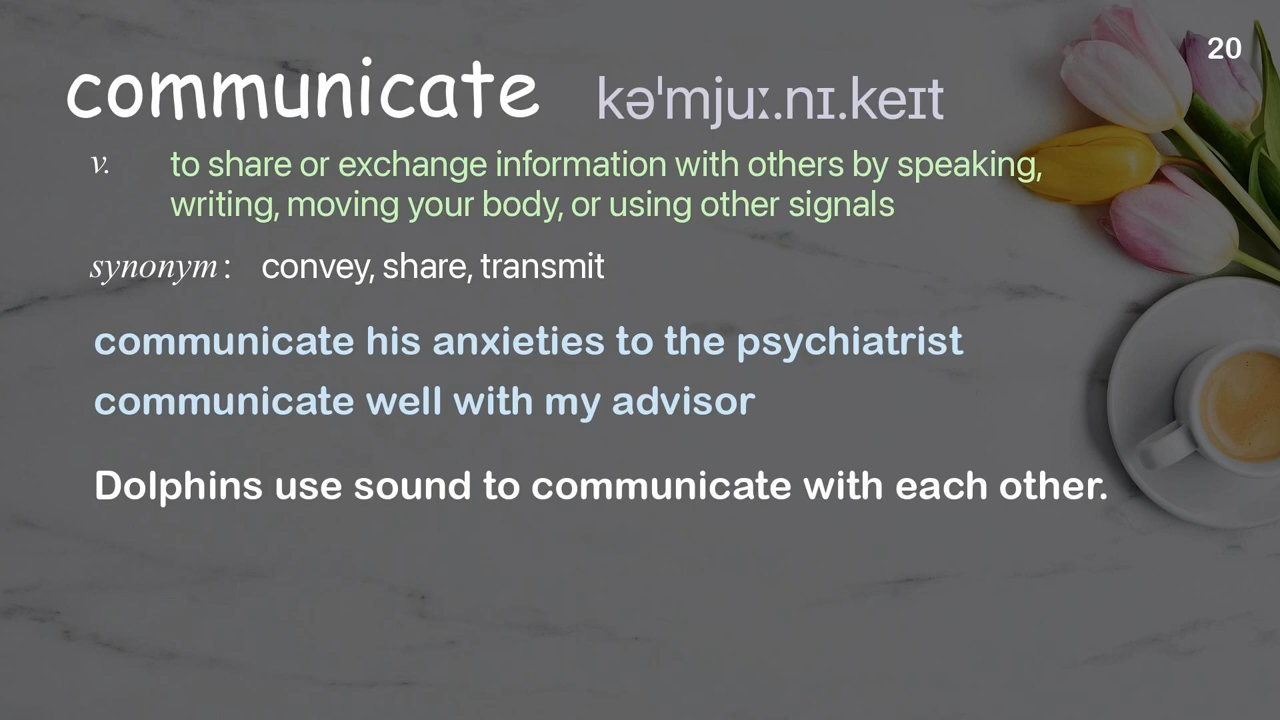 20
communicate kəˈmjuː.nɪ.keɪt
v. to share or exchange information with others by speaking,
writing, moving your body, or using other signals
synonym: convey, share, transmit
communicate his anxieties to the psychiatrist
communicate well with my advisor
Dolphins use sound to communicate with each other.